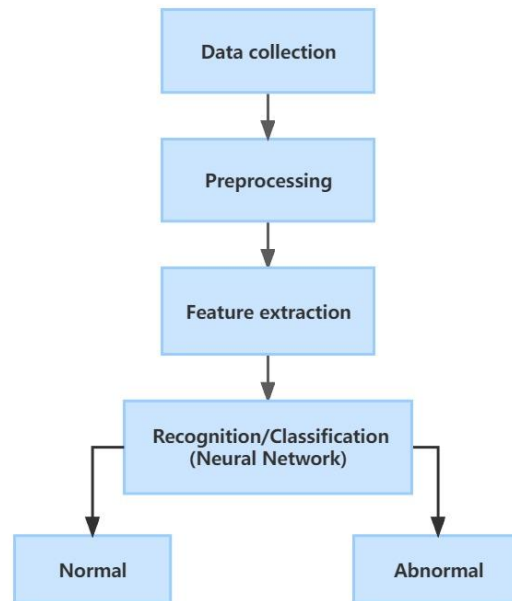 Data collection
Preprocessing
Feature extraction
Recognition/Classification
(Neural Network)
Normal
Abnormal